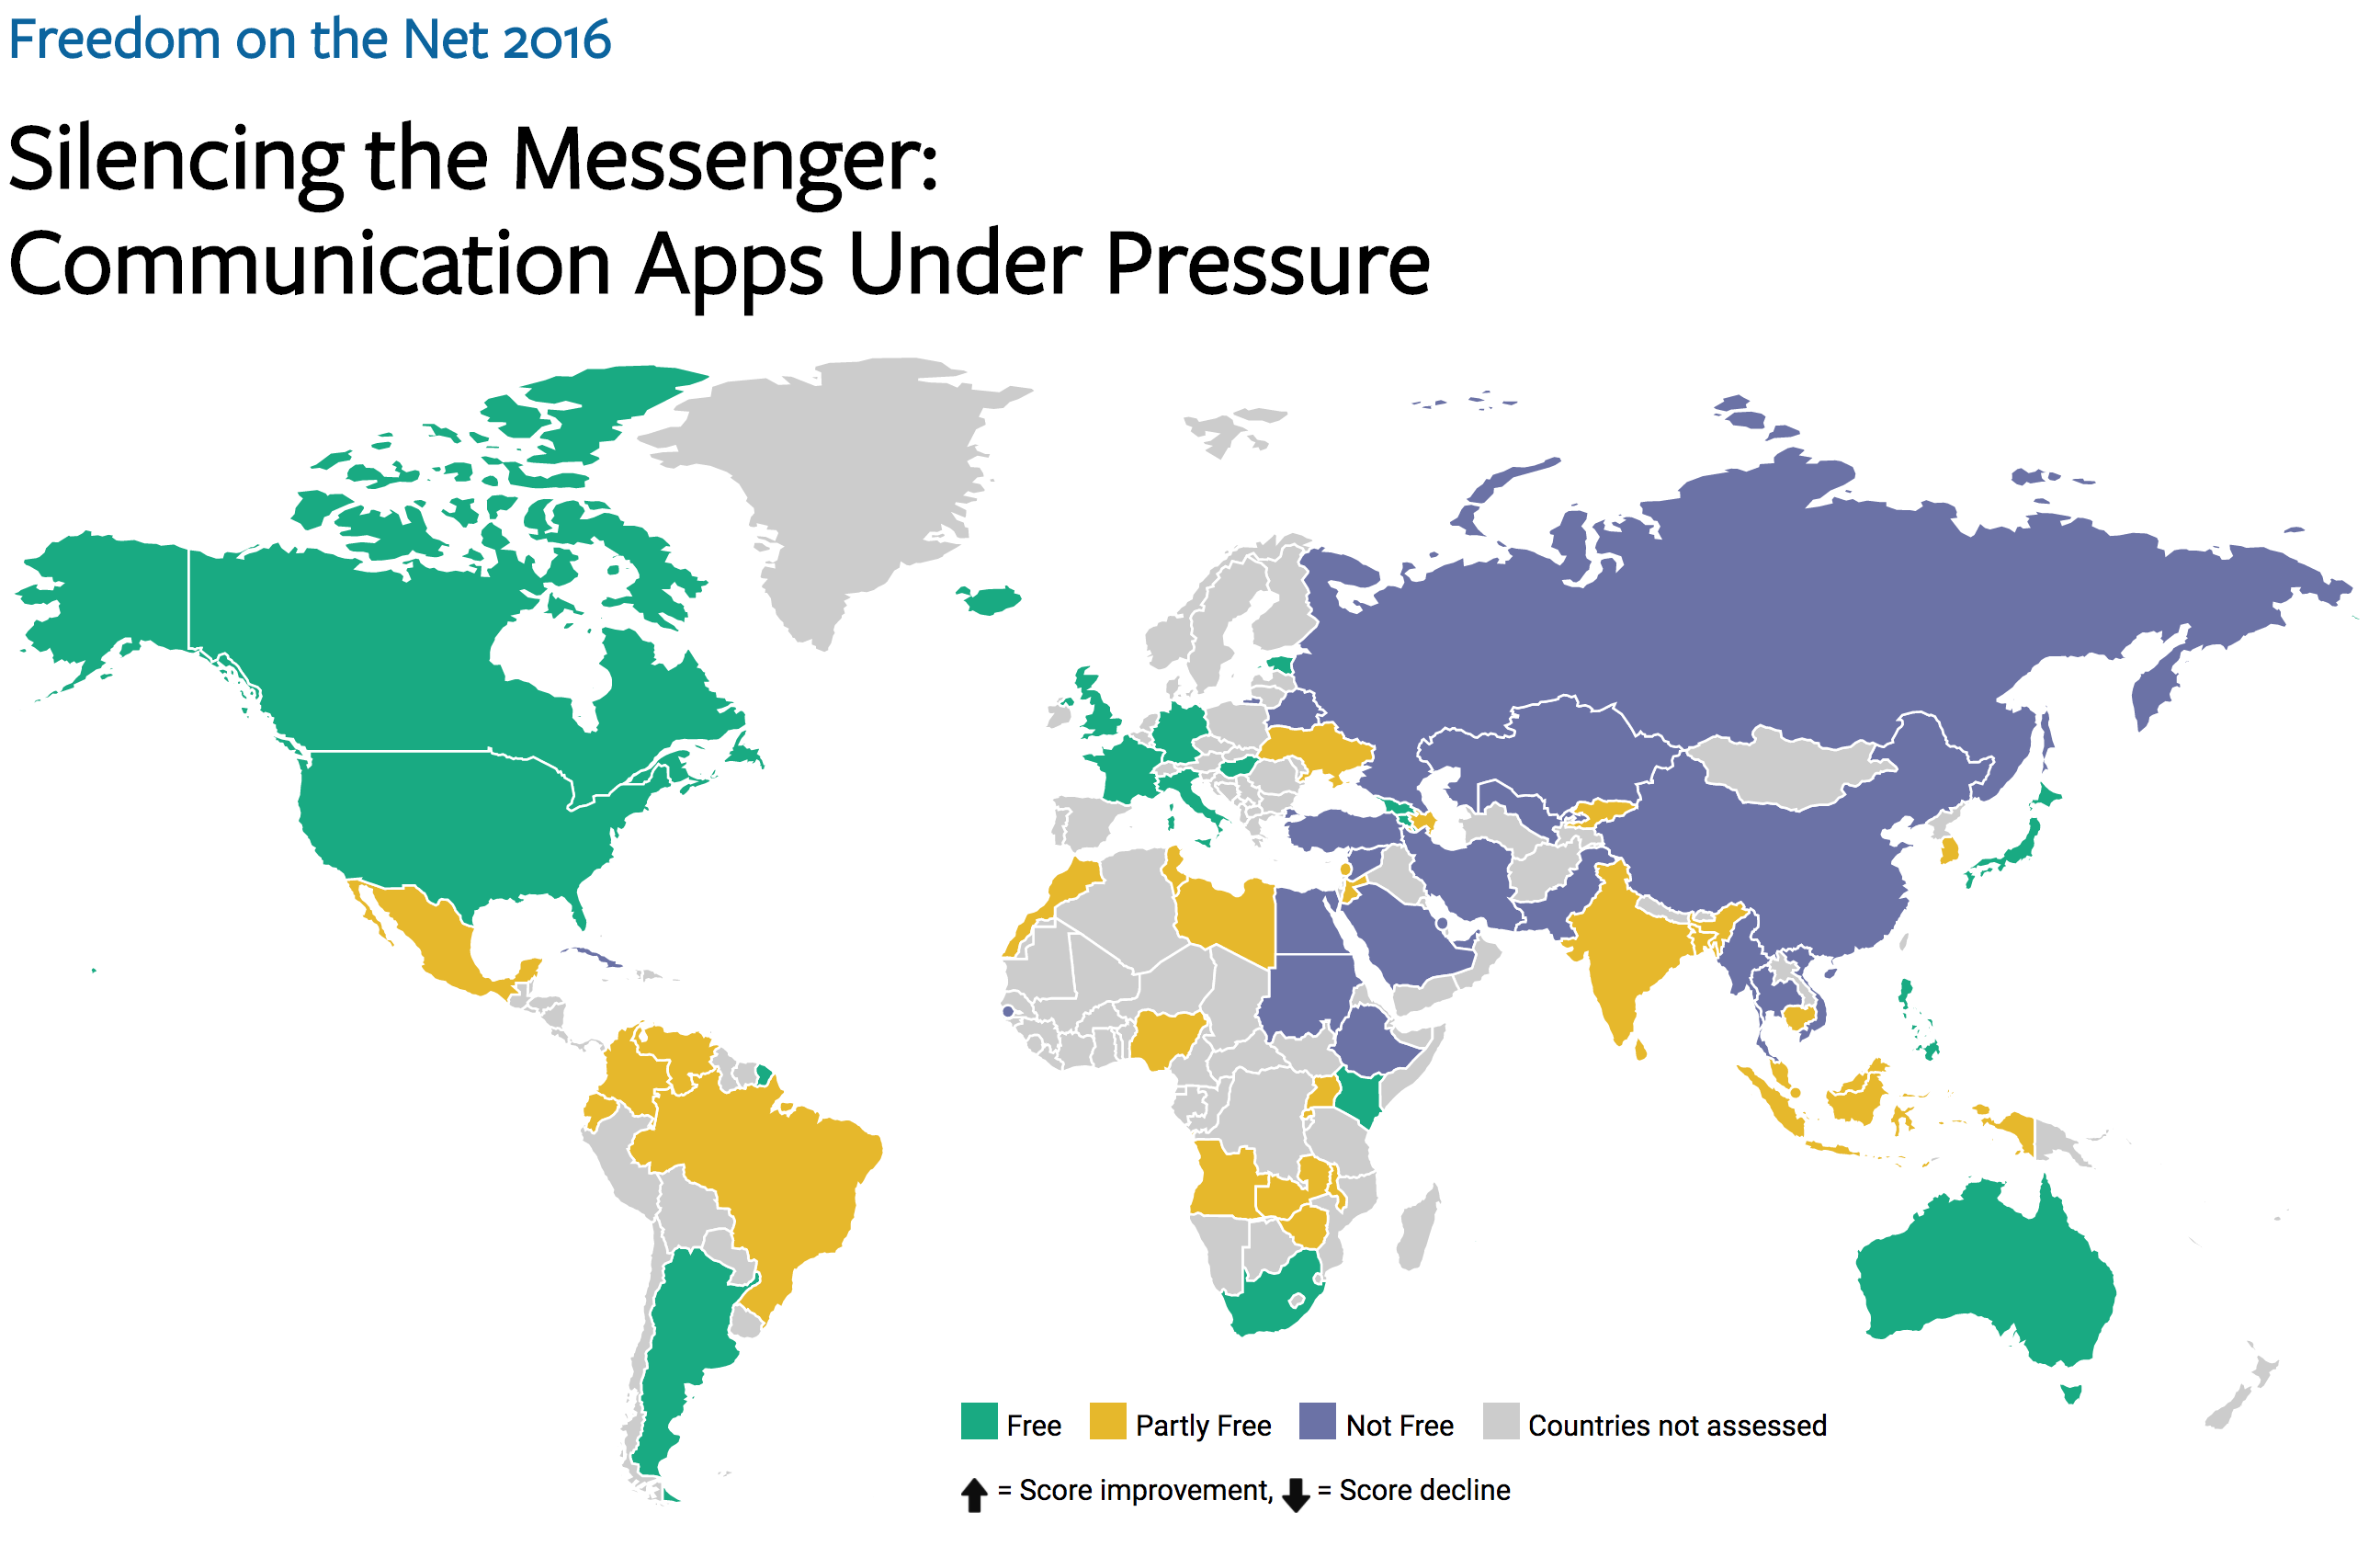 Freedom on the Net 2016
Silencing the Messenger:
Communication Apps Under Pressure
Free Partly Free Not Free Countries not assessed
= Score improvement, = Score decline